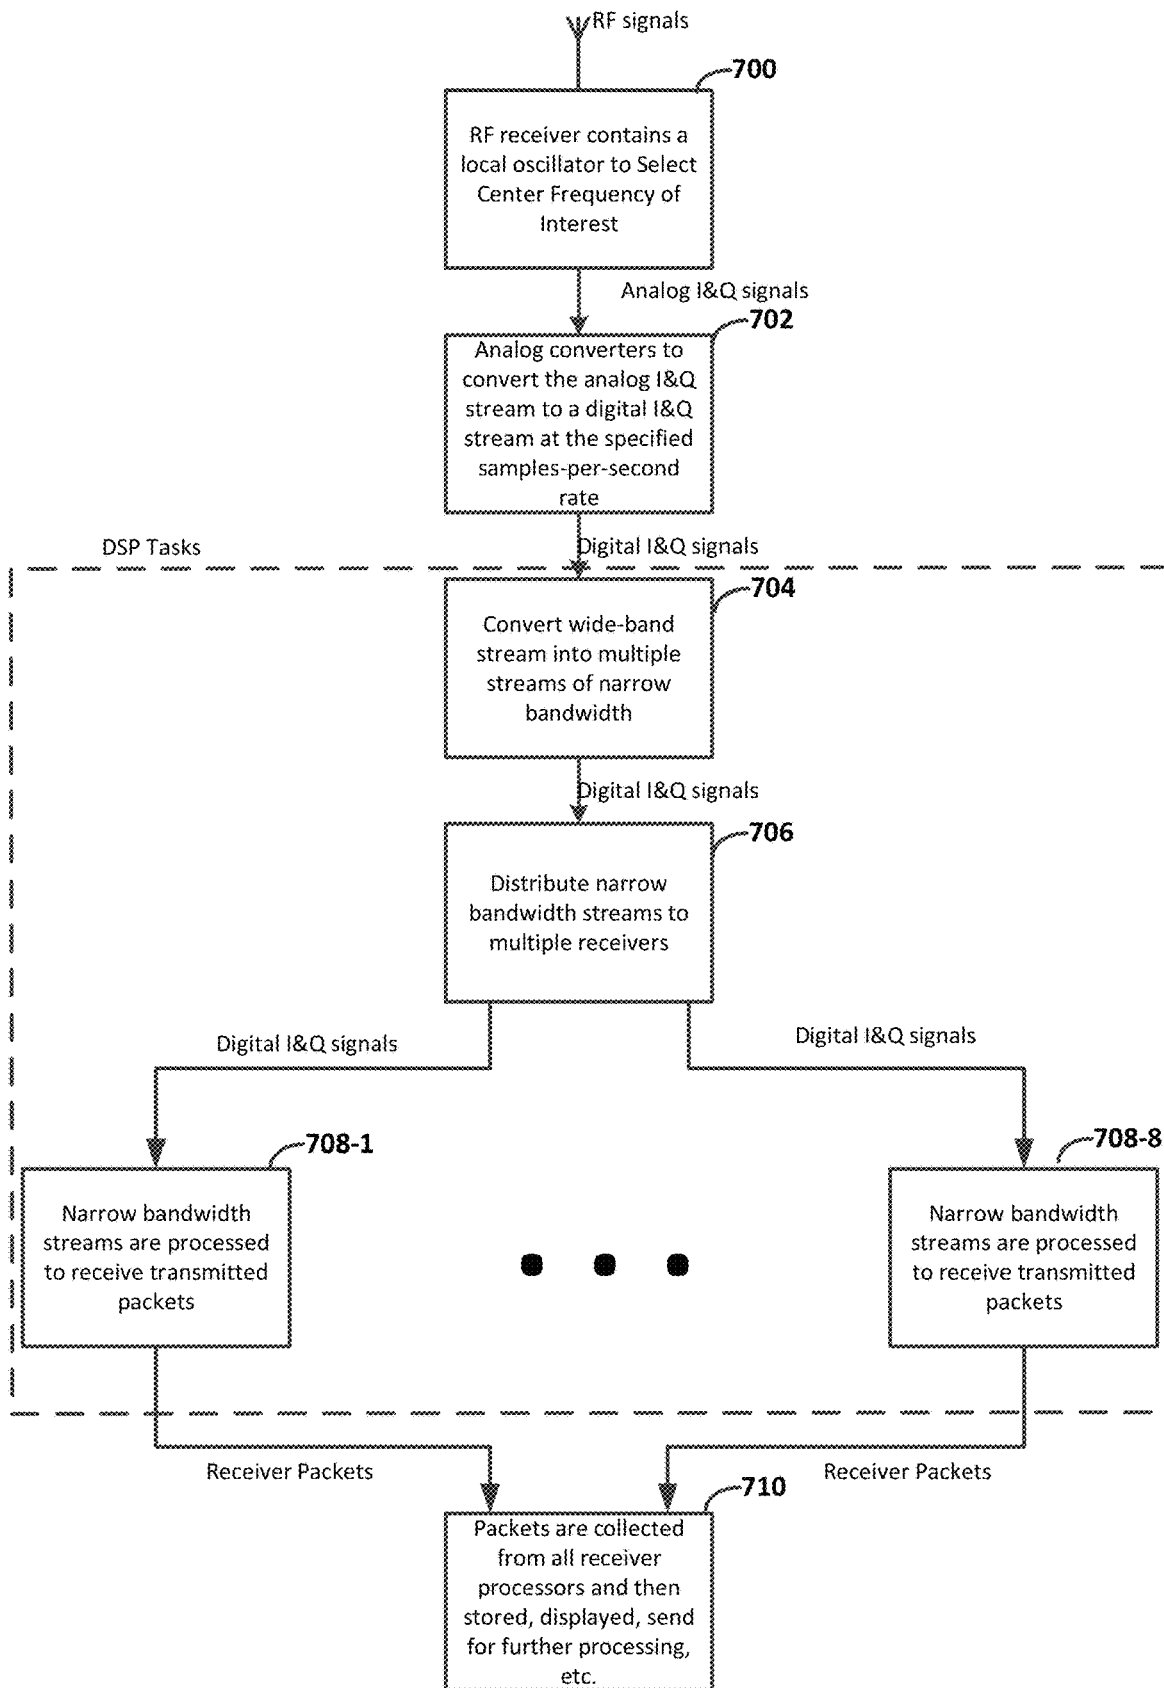 RF signals
700
RF receiver contains a
local oscillator to Select
Center Frequency of
Interest
Analog I&Q signals
702
Analog converters to
convert the analog I&Q
stream to a digital I&Q
stream at the specified
samples-per-second
rate
DSP Tasks
Digital I&Q signals
704
Convert wide-band
stream into multiple
streams of narrow
bandwidth
Digital I&Q signals
706
Distribute narrow
bandwidth streams to
multiple receivers
Digital I&Q signals
Digital I&Q signals
708-1
708-8
Narrow bandwidth
streams are processed
to receive transmitted
packets
Narrow bandwidth
streams are processed
to receive transmitted
packets
Receiver Packets
Receiver Packets
710
Packets are collected
from all receiver
processors and then
stored, displayed, send
for further processing,
etc.